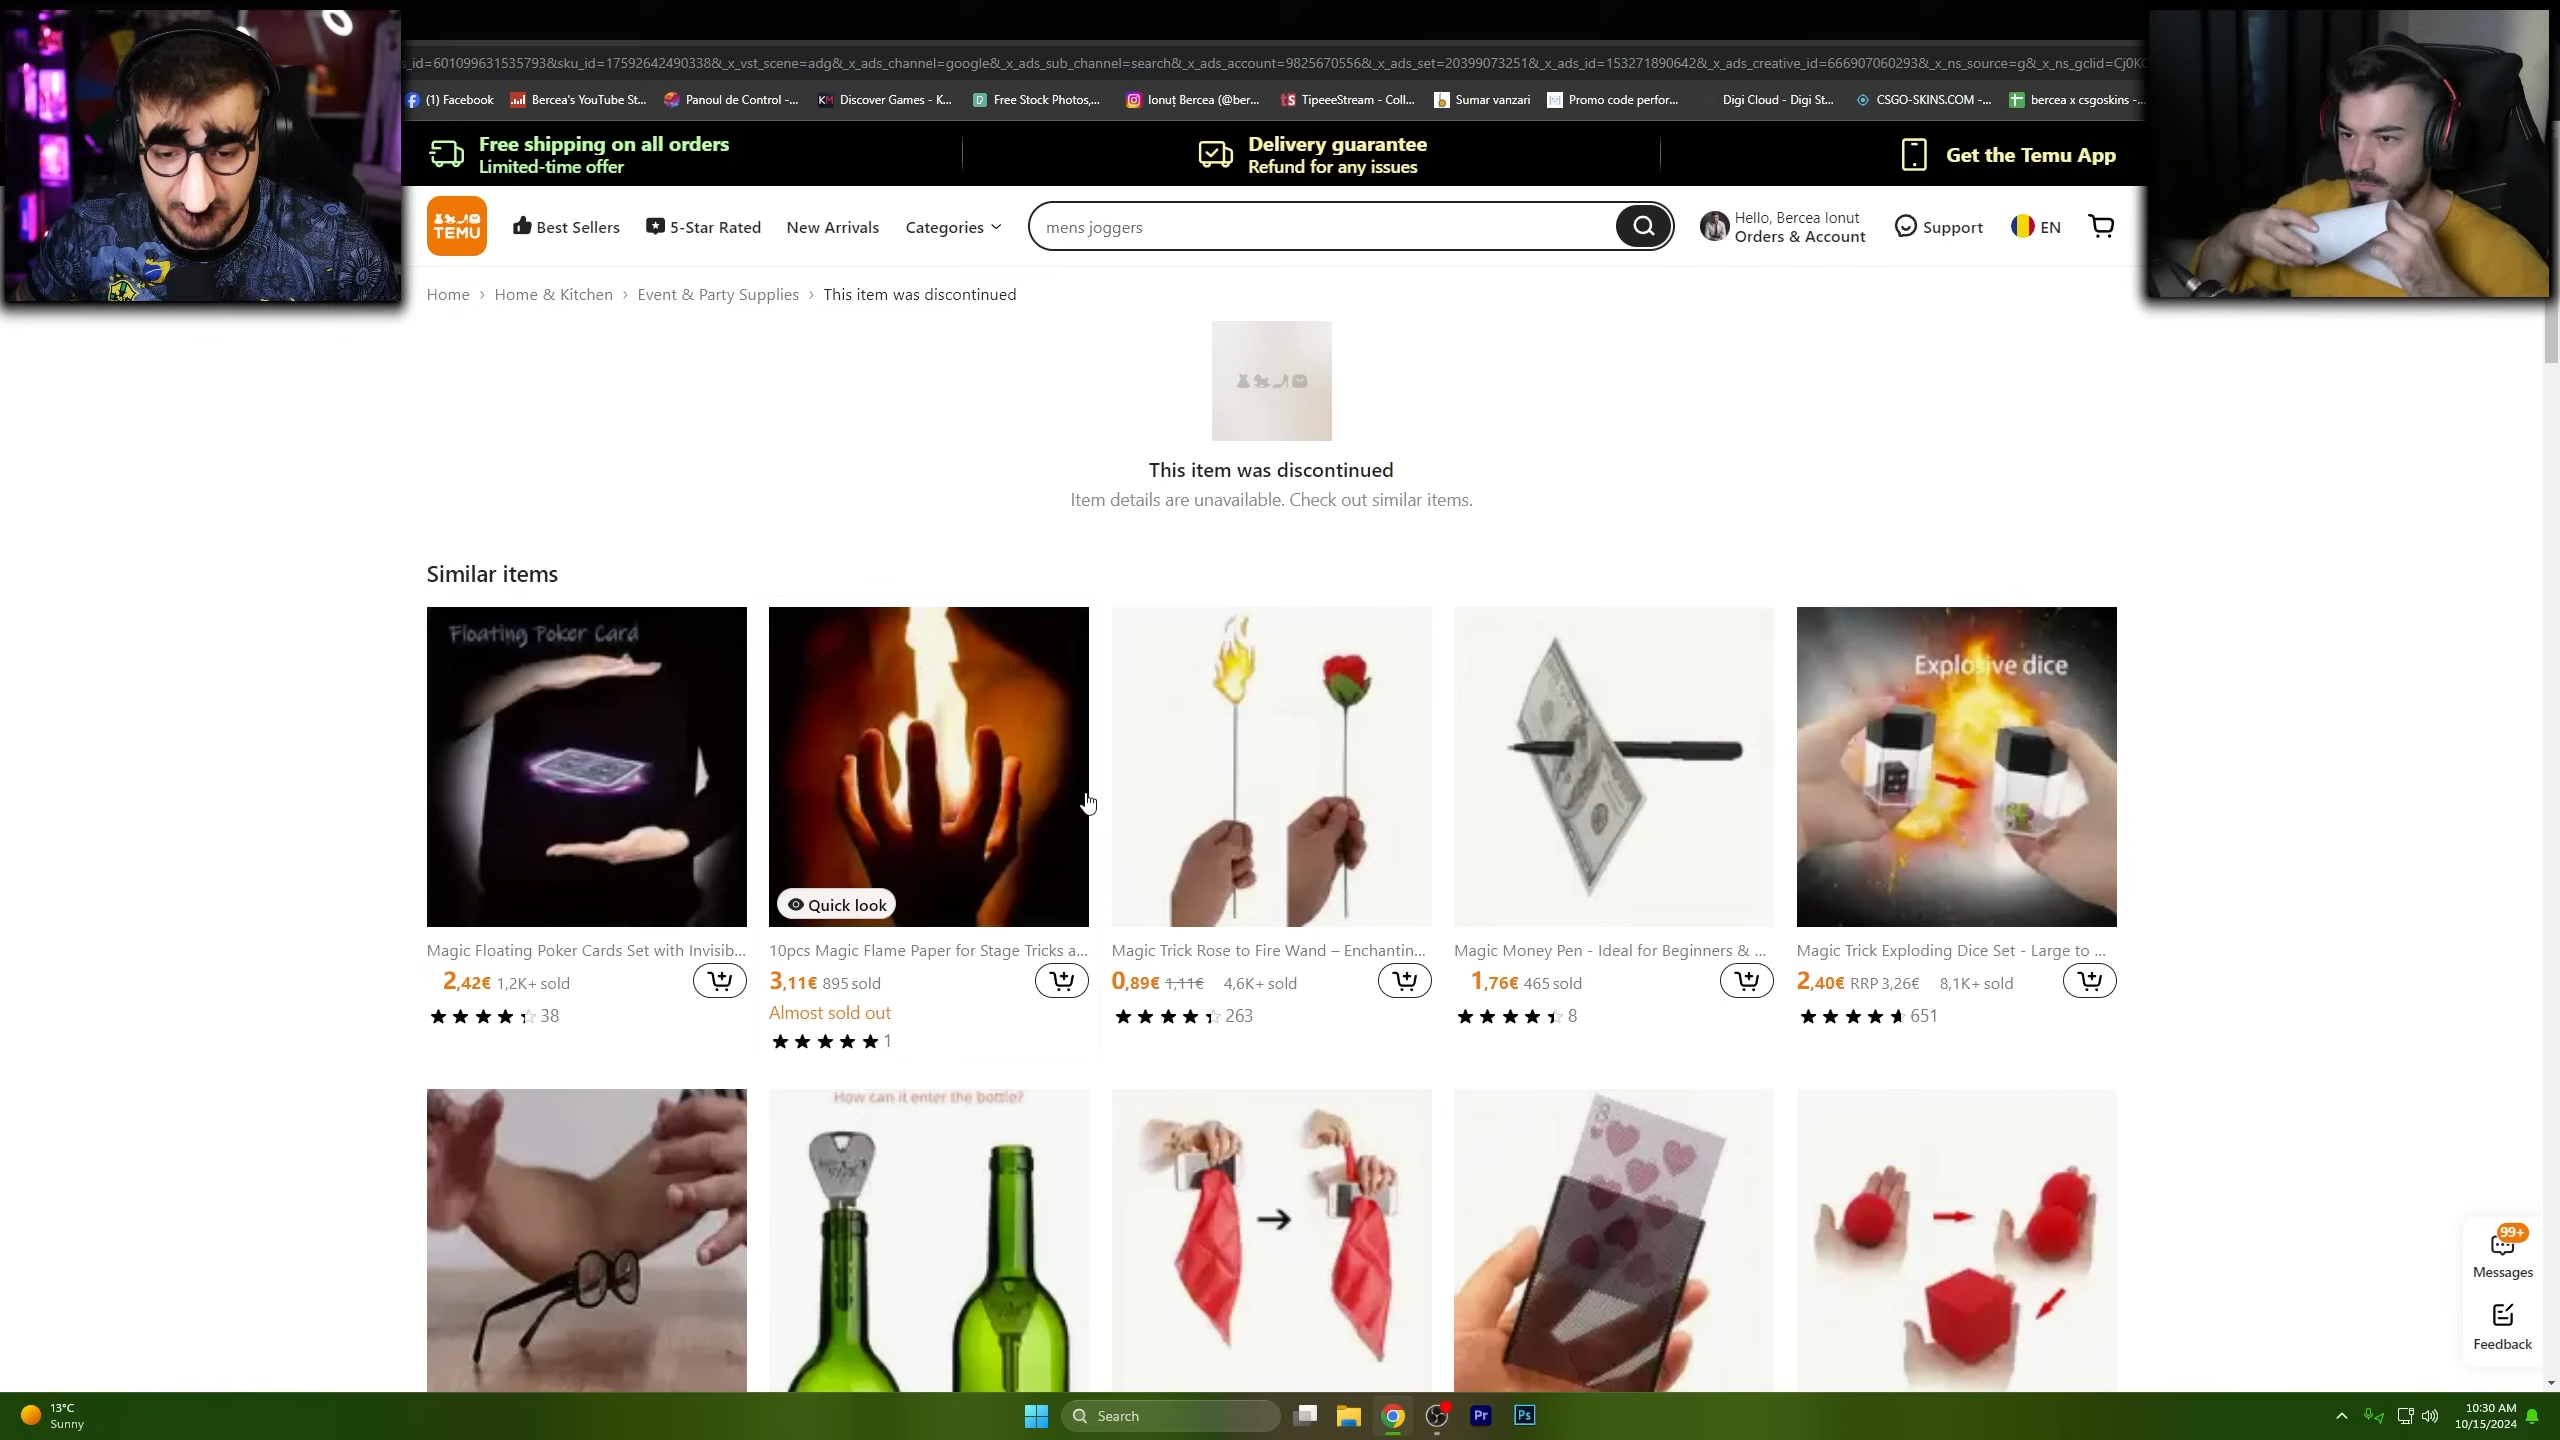 s_id=601099631535793&sku_id=17592642490338&_x_vst_scene=adg&_x_ads_channel=google&_x_ads_sub_channel=search&_x_ads_account=9825670556&_x_ads_set=20399073251&_x_ads_id=153271890642&_x_ads_creative_id=666907060293&_x_ns_source=g&_x_ns_gclid=Cj0K
(1) Facebook Bercea's YouTube St... Panoul de Control -... KM Discover Games - K... Free Stock Photos,... Ionuț Bercea (@ber... tS TipeeeStream - Coll... Sumar vanzari Promo code perfor... Digi Cloud - Digi St... CSGO-SKINS.COM -... bercea x csgoskins -...
Free shipping on all orders
Limited-time offer
Delivery guarantee
Refund for any issues
Get the Temu App
TEMU
Best Sellers 5-Star Rated New Arrivals Categories
mens joggers
Hello, Bercea Ionut
Orders & Account
Support EN
Home > Home & Kitchen > Event & Party Supplies > This item was discontinued
This item was discontinued
Item details are unavailable. Check out similar items.
Similar items
Floating Poker Card
Explosive dice
Quick look
Magic Floating Poker Cards Set with Invisib...
2,42€ 1,2K+ sold
38
10pcs Magic Flame Paper for Stage Tricks a...
3,11€ 895 sold
Almost sold out
1
Magic Trick Rose to Fire Wand – Enchantin...
0,89€ 1,11€ 4,6K+ sold
263
Magic Money Pen - Ideal for Beginners & ...
1,76€ 465 sold
8
Magic Trick Exploding Dice Set - Large to ...
2,40€ RRP 3,26€ 8,1K+ sold
651
How can it enter the bottle?
99+
Messages
Feedback
13°C
Sunny
Search
Pr
Ps
10:30 AM
10/15/2024